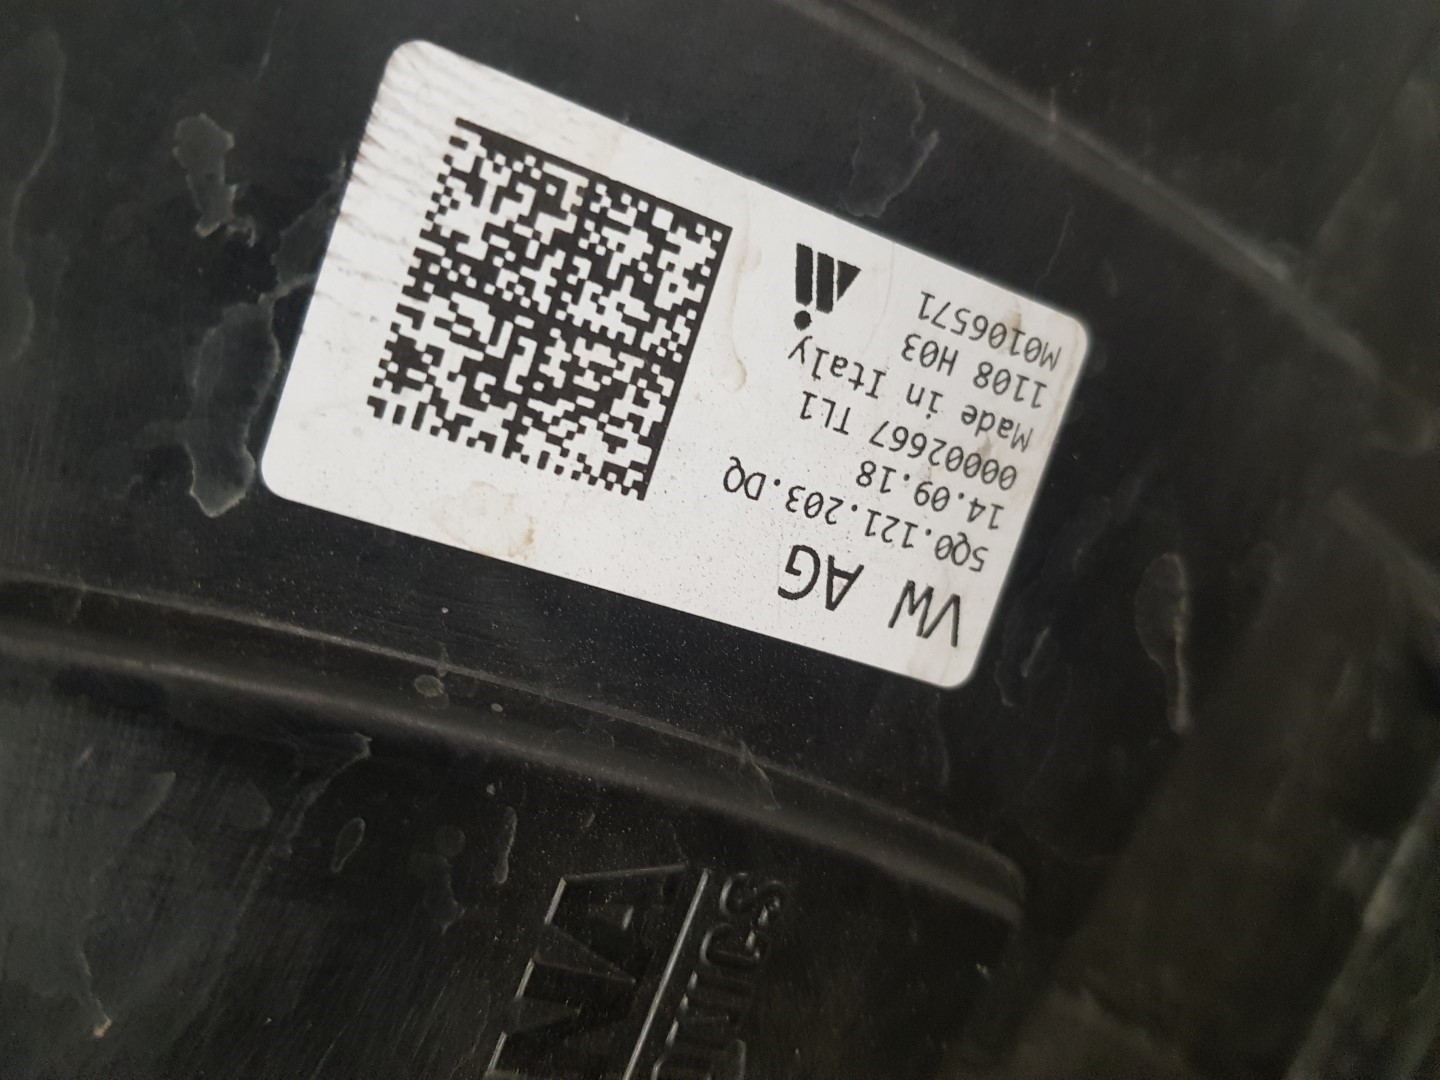 VW AG
5Q0.121.203.DQ
14.09.18
00002667 TL1
Made in Italy
1108 H03
M0106571